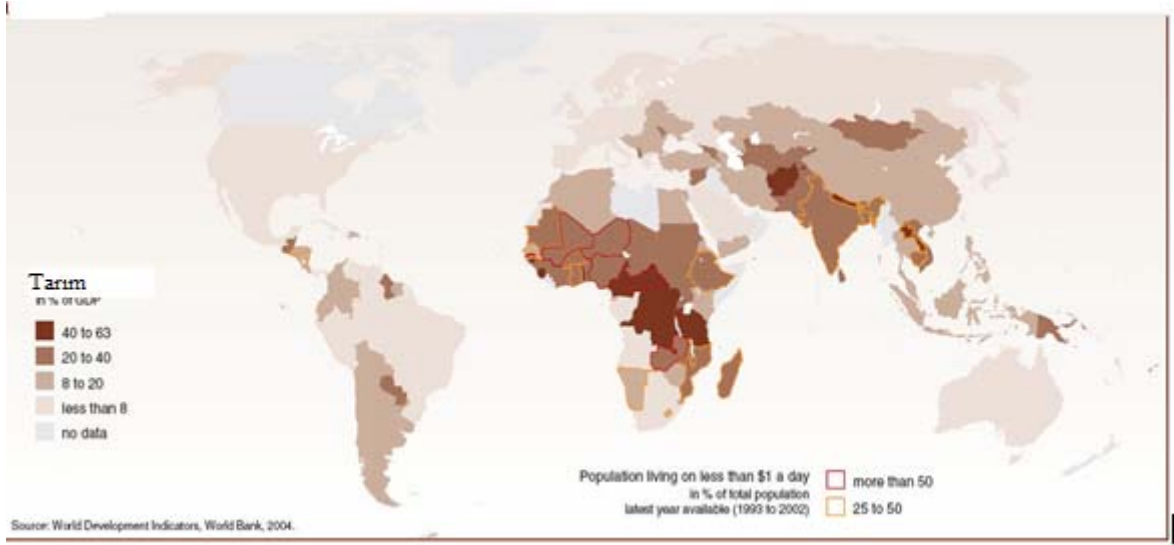 Tarım
in % of GDP
40 to 63
20 to 40
8 to 20
less than 8
no data
Population living on less than $1 a day
in % of total population
latest year available (1993 to 2002)
more than 50
25 to 50
Source: World Development Indicators, World Bank, 2004.